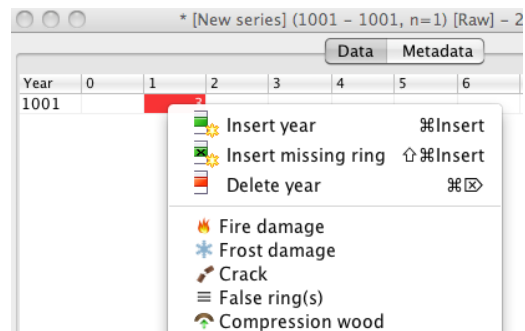 * [New series] (1001 – 1001, n=1) [Raw] – 2
Data Metadata
Year 0 1 2 3 4 5 6
1001 ?
Insert year ⌘Insert
Insert missing ring ⇧⌘Insert
Delete year ⌘⌦
Fire damage
Frost damage
Crack
False ring(s)
Compression wood